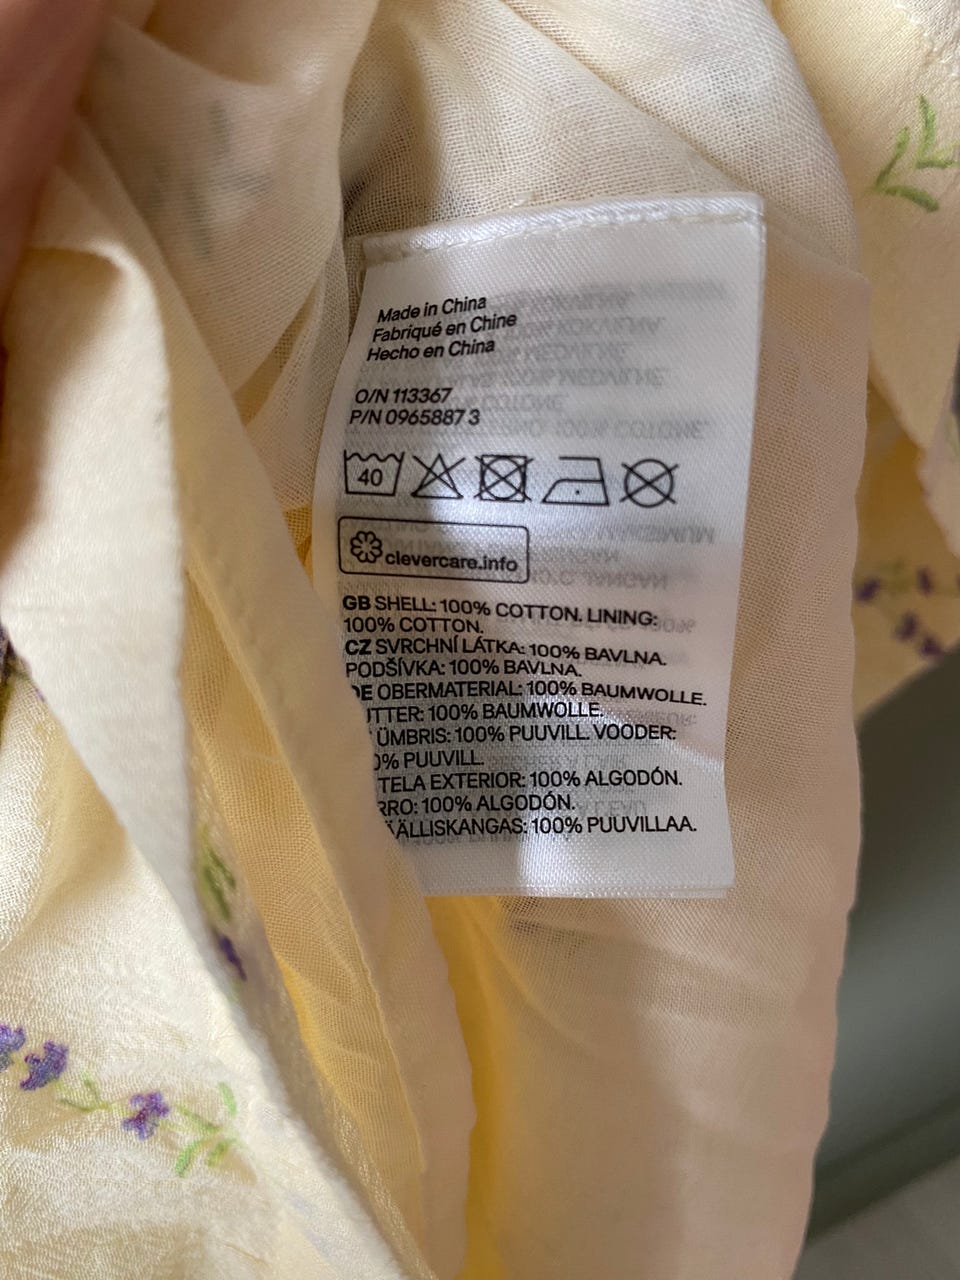 Made in China
Fabriqué en Chine
Hecho en China
O/N 113367
P/N 0965887 3
40
clevercare.info
GB SHELL: 100% COTTON. LINING:
100% COTTON.
CZ SVRCHNÍ LÁTKA: 100% BAVLNA.
PODŠÍVKA: 100% BAVLNA.
DE OBERMATERIAL: 100% BAUMWOLLE.
UTTER: 100% BAUMWOLLE.
ÜMBRIS: 100% PUUVILL. VOODER:
0% PUUVILL.
TELA EXTERIOR: 100% ALGODÓN.
RRO: 100% ALGODÓN.
ÄÄLLISKANGAS: 100% PUUVILLAA.